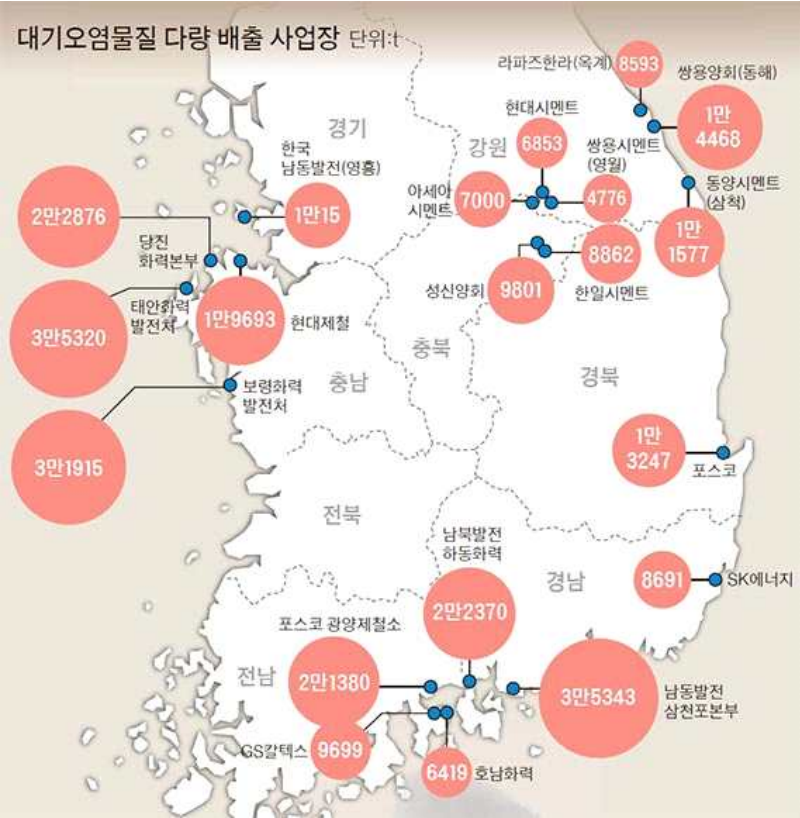 대기오염물질 다량 배출 사업장 단위:t
라파즈한라(옥계)
8593
쌍용양회(동해)
1만
4468
현대시멘트
6853
경기
강원
쌍용시멘트
(영월)
4776
한국
남동발전(영흥)
1만15
아세아
시멘트
7000
동양시멘트
(삼척)
1만
1577
2만2876
당진
화력본부
8862
한일시멘트
성신양회
9801
3만5320
태안화력
발전처
1만9693
현대제철
충북
충남
경북
보령화력
발전처
3만1915
1만
3247
포스코
전북
남북발전
하동화력
2만2370
경남
8691
SK에너지
포스코 광양제철소
2만1380
전남
3만5343
남동발전
삼천포본부
GS칼텍스
9699
6419
호남화력